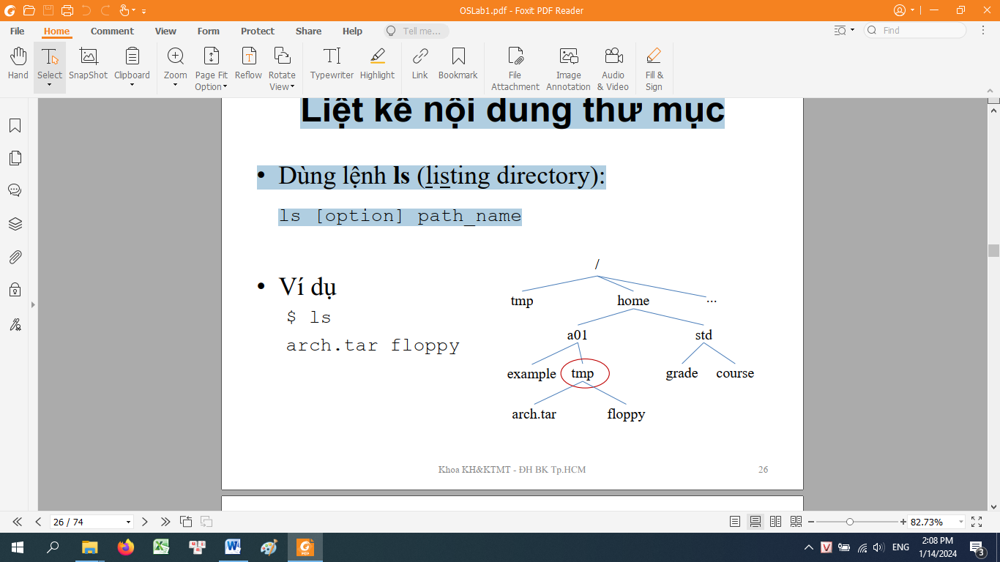 OSLab1.pdf - Foxit PDF Reader
File Home Comment View Form Protect Share Help Tell me... Find
Hand Select SnapShot Clipboard Zoom Page Fit Option Reflow Rotate View Typewriter Highlight Link Bookmark File Attachment Image Annotation Audio & Video Fill & Sign
Liệt kê nội dung thư mục
• Dùng lệnh ls (listing directory):
ls [option] path_name
/
• Ví dụ
tmp home ...
$ ls
a01 std
arch.tar floppy
example tmp grade course
arch.tar floppy
Khoa KH&KTMT - ĐH BK Tp.HCM 26
26 / 74 82.73%
ENG 2:08 PM
1/14/2024 3